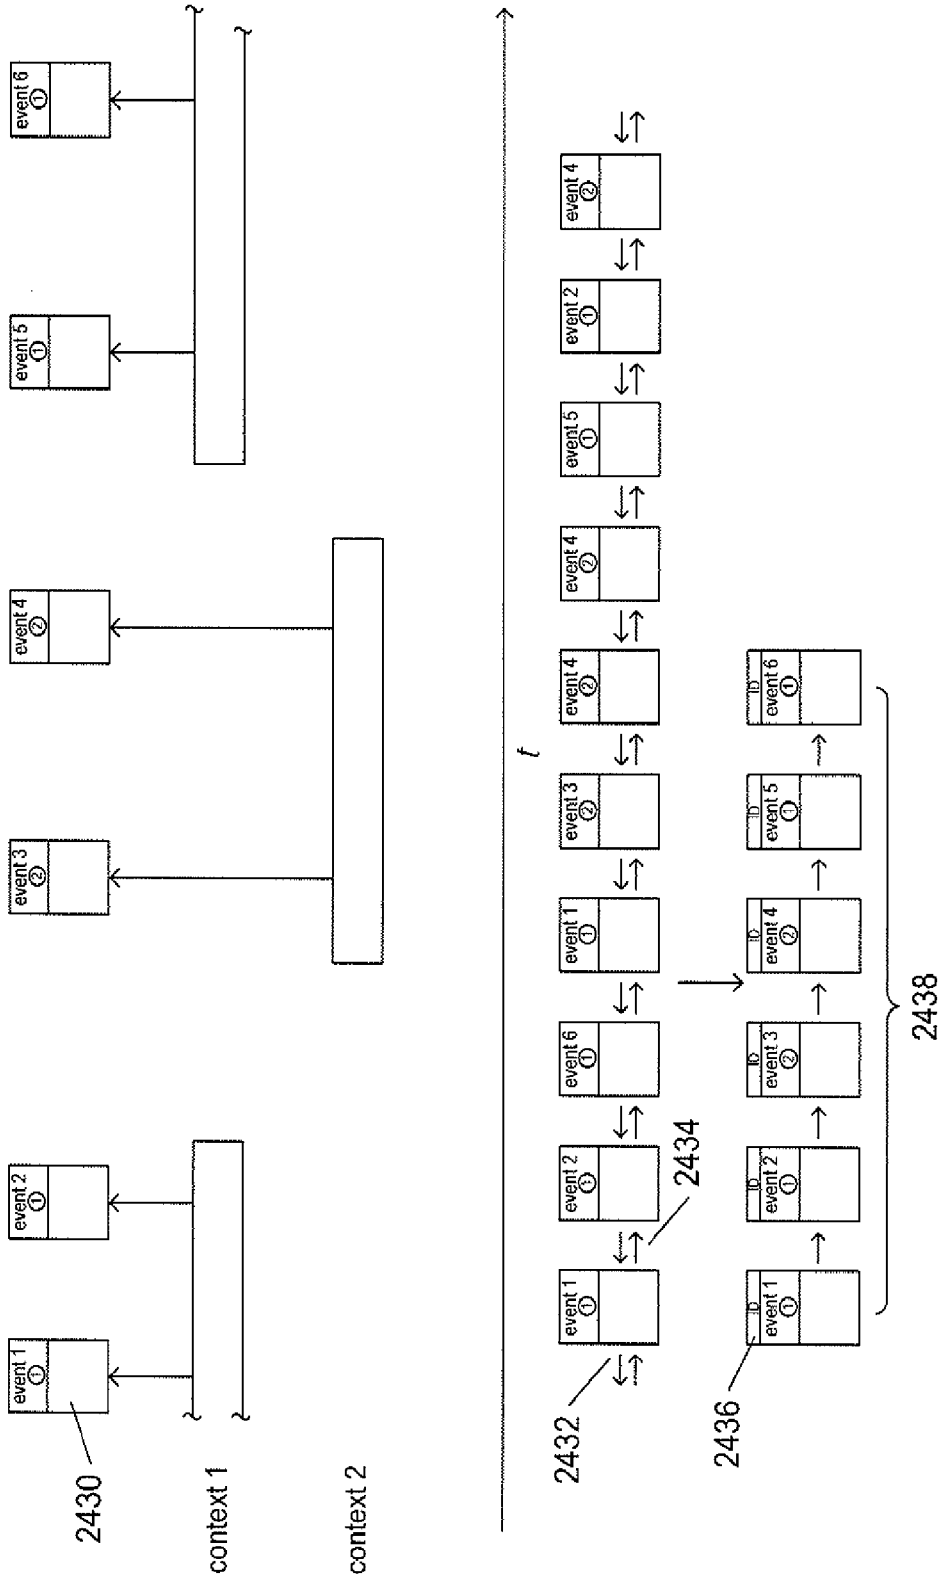 event 1
①
event 2
①
event 3
②
event 4
②
event 5
①
event 6
①
2430
context 1
context 2
t
event 1
①
event 2
①
event 6
①
event 1
①
event 3
②
event 4
②
event 4
②
event 5
①
event 2
①
event 4
②
2432
2434
ID
event 1
①
ID
event 2
①
ID
event 3
②
ID
event 4
②
ID
event 5
①
ID
event 6
①
2436
2438